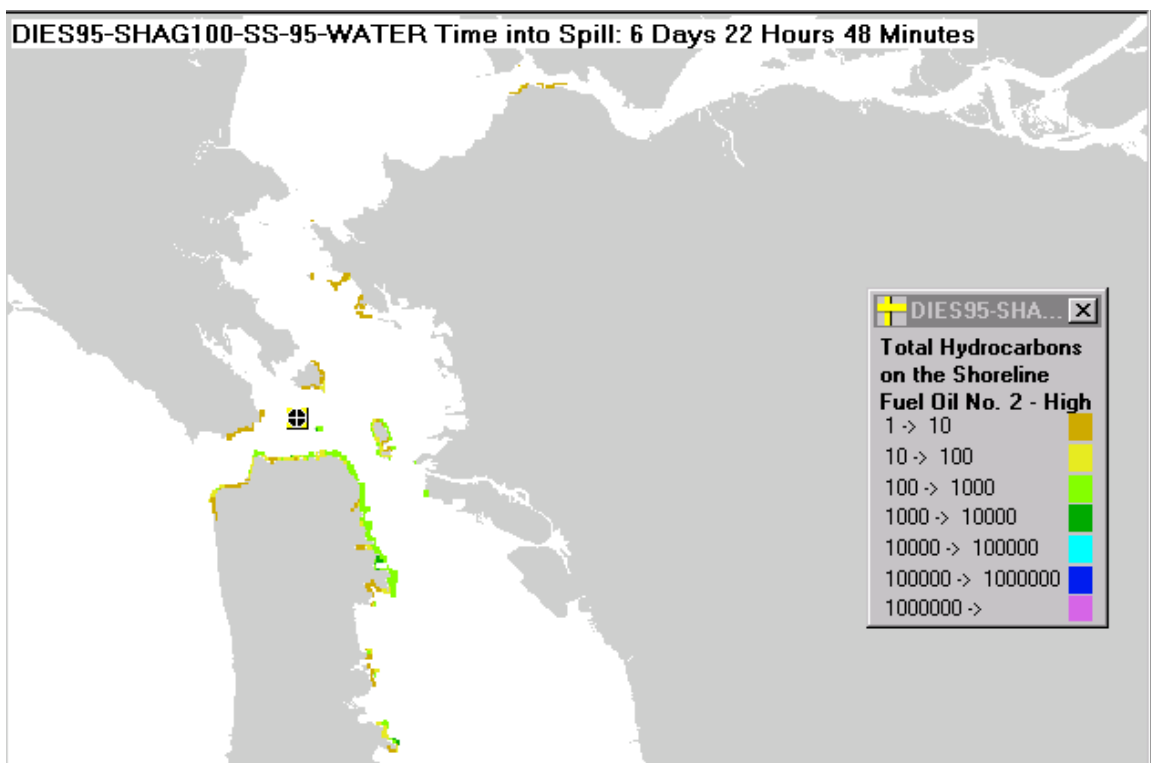 DIES95-SHAG100-SS-95-WATER Time into Spill: 6 Days 22 Hours 48 Minutes
DIES95-SHA...
Total Hydrocarbons
on the Shoreline
Fuel Oil No. 2 - High
1 -> 10
10 -> 100
100 -> 1000
1000 -> 10000
10000 -> 100000
100000 -> 1000000
1000000 ->